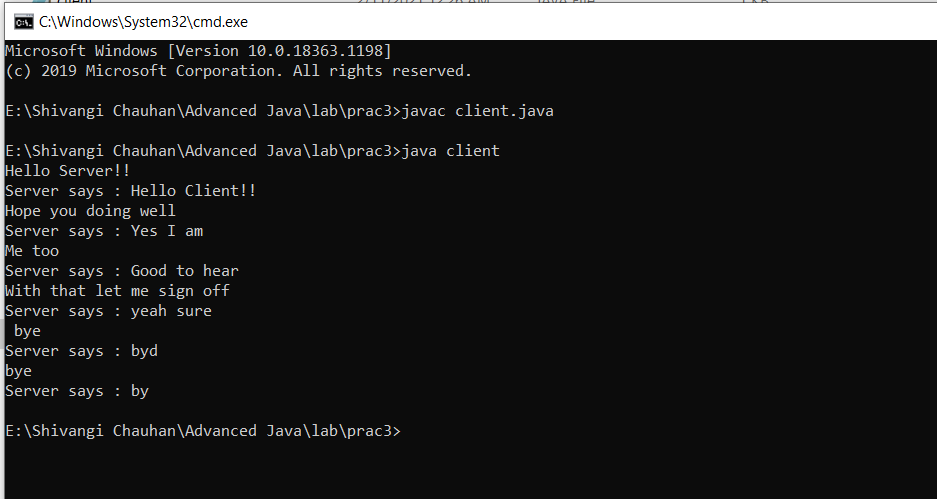 C:\Windows\System32\cmd.exe
Microsoft Windows [Version 10.0.18363.1198]
(c) 2019 Microsoft Corporation. All rights reserved.
E:\Shivangi Chauhan\Advanced Java\lab\prac3>javac client.java
E:\Shivangi Chauhan\Advanced Java\lab\prac3>java client
Hello Server!!
Server says : Hello Client!!
Hope you doing well
Server says : Yes I am
Me too
Server says : Good to hear
With that let me sign off
Server says : yeah sure
 bye
Server says : byd
bye
Server says : by
E:\Shivangi Chauhan\Advanced Java\lab\prac3>